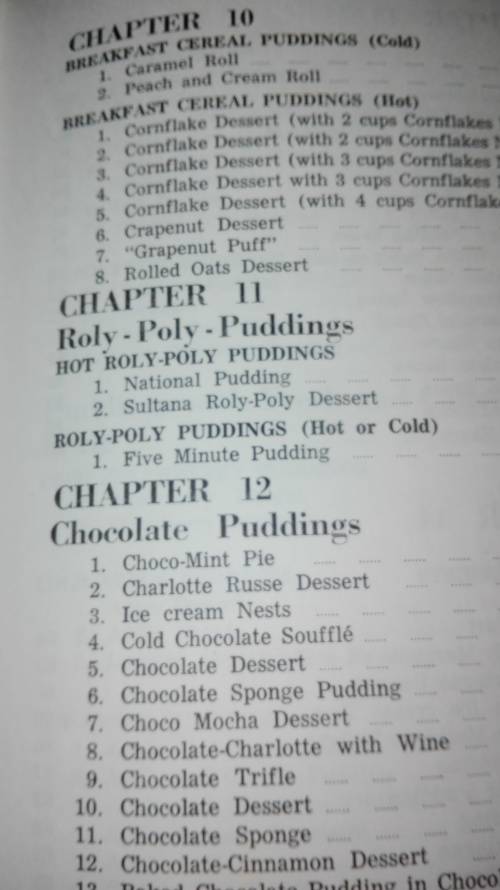 CHAPTER 10
BREAKFAST CEREAL PUDDINGS (Cold)
1. Caramel Roll
2. Peach and Cream Roll
BREAKFAST CEREAL PUDDINGS (Hot)
1. Cornflake Dessert (with 2 cups Cornflakes
2. Cornflake Dessert (with 2 cups Cornflakes
3. Cornflake Dessert (with 3 cups Cornflakes
4. Cornflake Dessert with 3 cups Cornflakes
5. Cornflake Dessert (with 4 cups Cornflake
6. Crapenut Dessert
7. "Grapenut Puff"
8. Rolled Oats Dessert
CHAPTER 11
Roly-Poly-Puddings
HOT ROLY-POLY PUDDINGS
1. National Pudding
2. Sultana Roly-Poly Dessert
ROLY-POLY PUDDINGS (Hot or Cold)
1. Five Minute Pudding
CHAPTER 12
Chocolate Puddings
1. Choco-Mint Pie
2. Charlotte Russe Dessert
3. Ice cream Nests
4. Cold Chocolate Soufflé
5. Chocolate Dessert
6. Chocolate Sponge Pudding
7. Choco Mocha Dessert
8. Chocolate-Charlotte with Wine
9. Chocolate Trifle
10. Chocolate Dessert
11. Chocolate Sponge
12. Chocolate-Cinnamon Dessert
13. Baked Chocolate Pudding in Choco